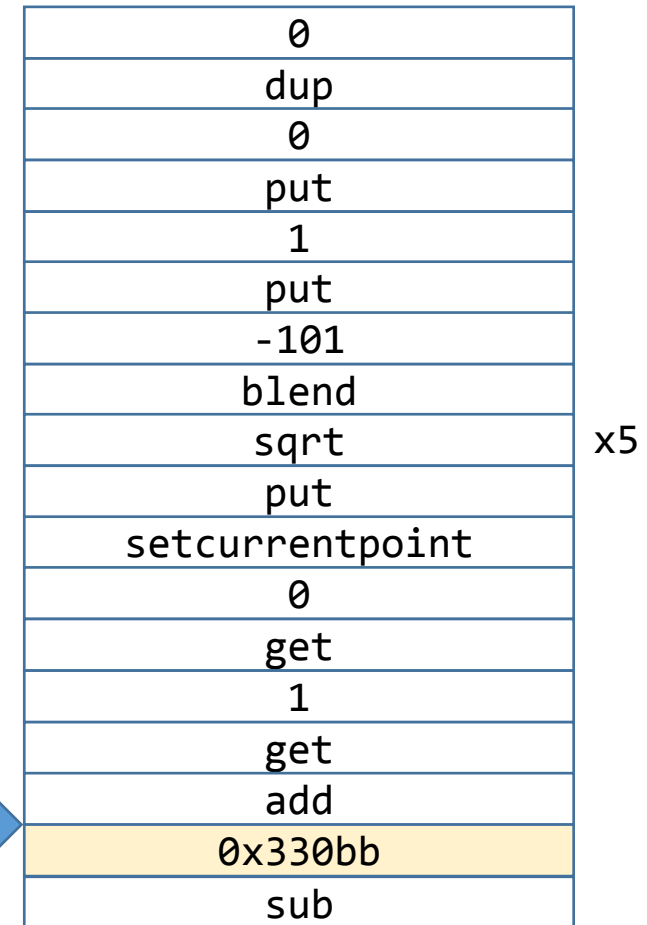 0
dup
0
put
1
put
-101
blend
sqrt x5
put
setcurrentpoint
0
get
1
get
add
0x330bb
sub